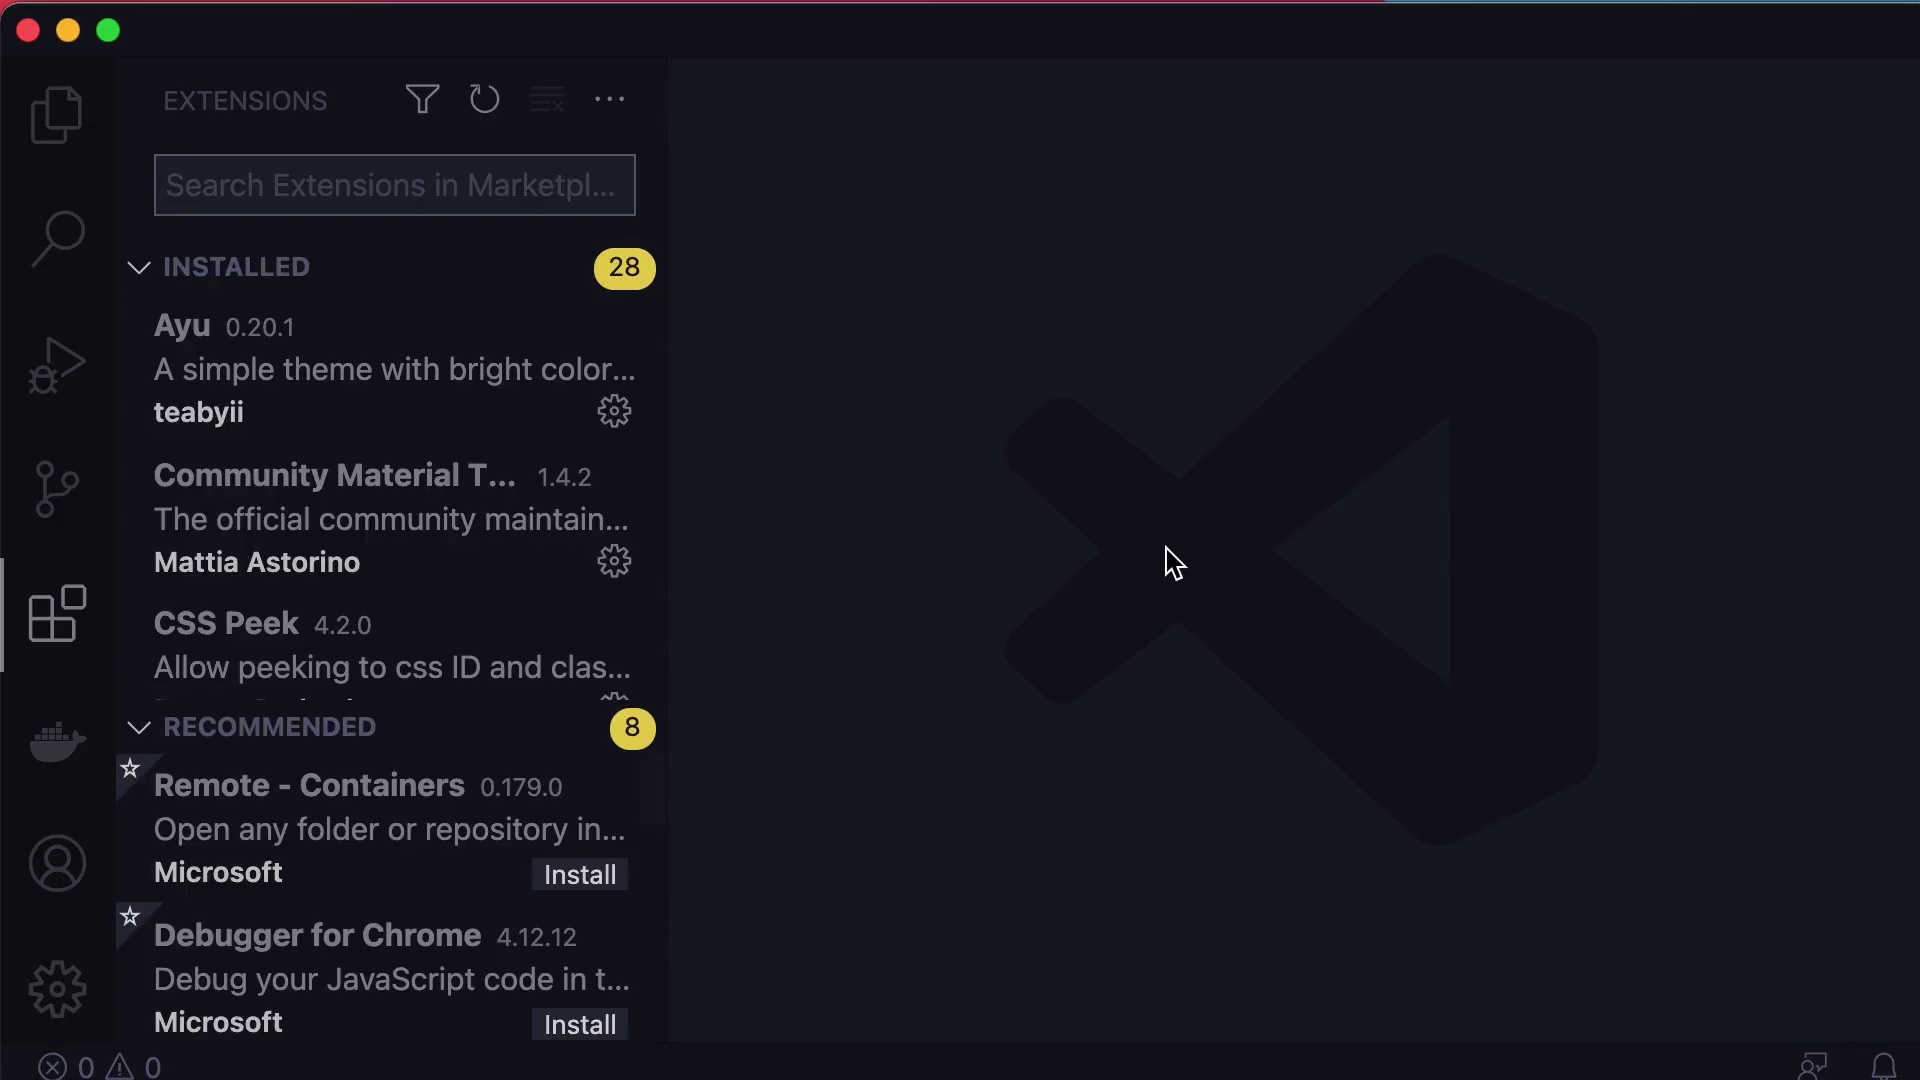 EXTENSIONS
Search Extensions in Marketpl...
INSTALLED 28
Ayu 0.20.1
A simple theme with bright color...
teabyii
Community Material T... 1.4.2
The official community maintain...
Mattia Astorino
CSS Peek 4.2.0
Allow peeking to css ID and clas...
RECOMMENDED 8
Remote - Containers 0.179.0
Open any folder or repository in...
Microsoft Install
Debugger for Chrome 4.12.12
Debug your JavaScript code in t...
Microsoft Install
0 0